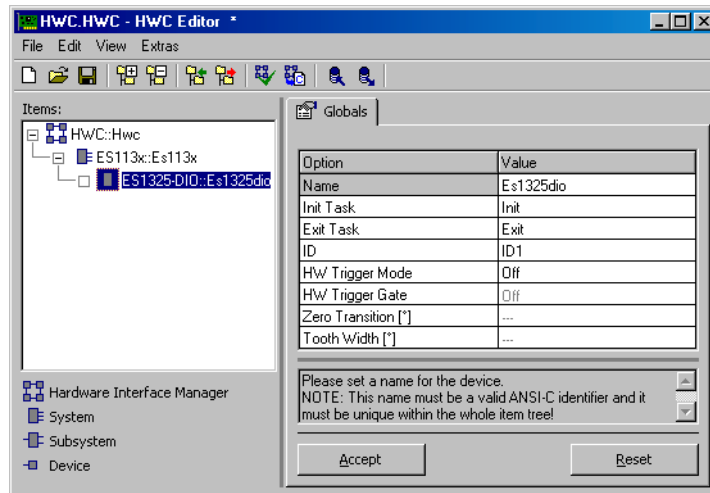 HWC.HWC - HWC Editor *
File Edit View Extras
Items:
HWC::Hwc
ES113x::Es113x
ES1325-DIO::Es1325dio
Hardware Interface Manager
System
Subsystem
Device
Globals
Option Value
Name Es1325dio
Init Task Init
Exit Task Exit
ID ID1
HW Trigger Mode Off
HW Trigger Gate Off
Zero Transition [°] ---
Tooth Width [°] ---
Please set a name for the device.
NOTE: This name must be a valid ANSI-C identifier and it
must be unique within the whole item tree!
Accept Reset